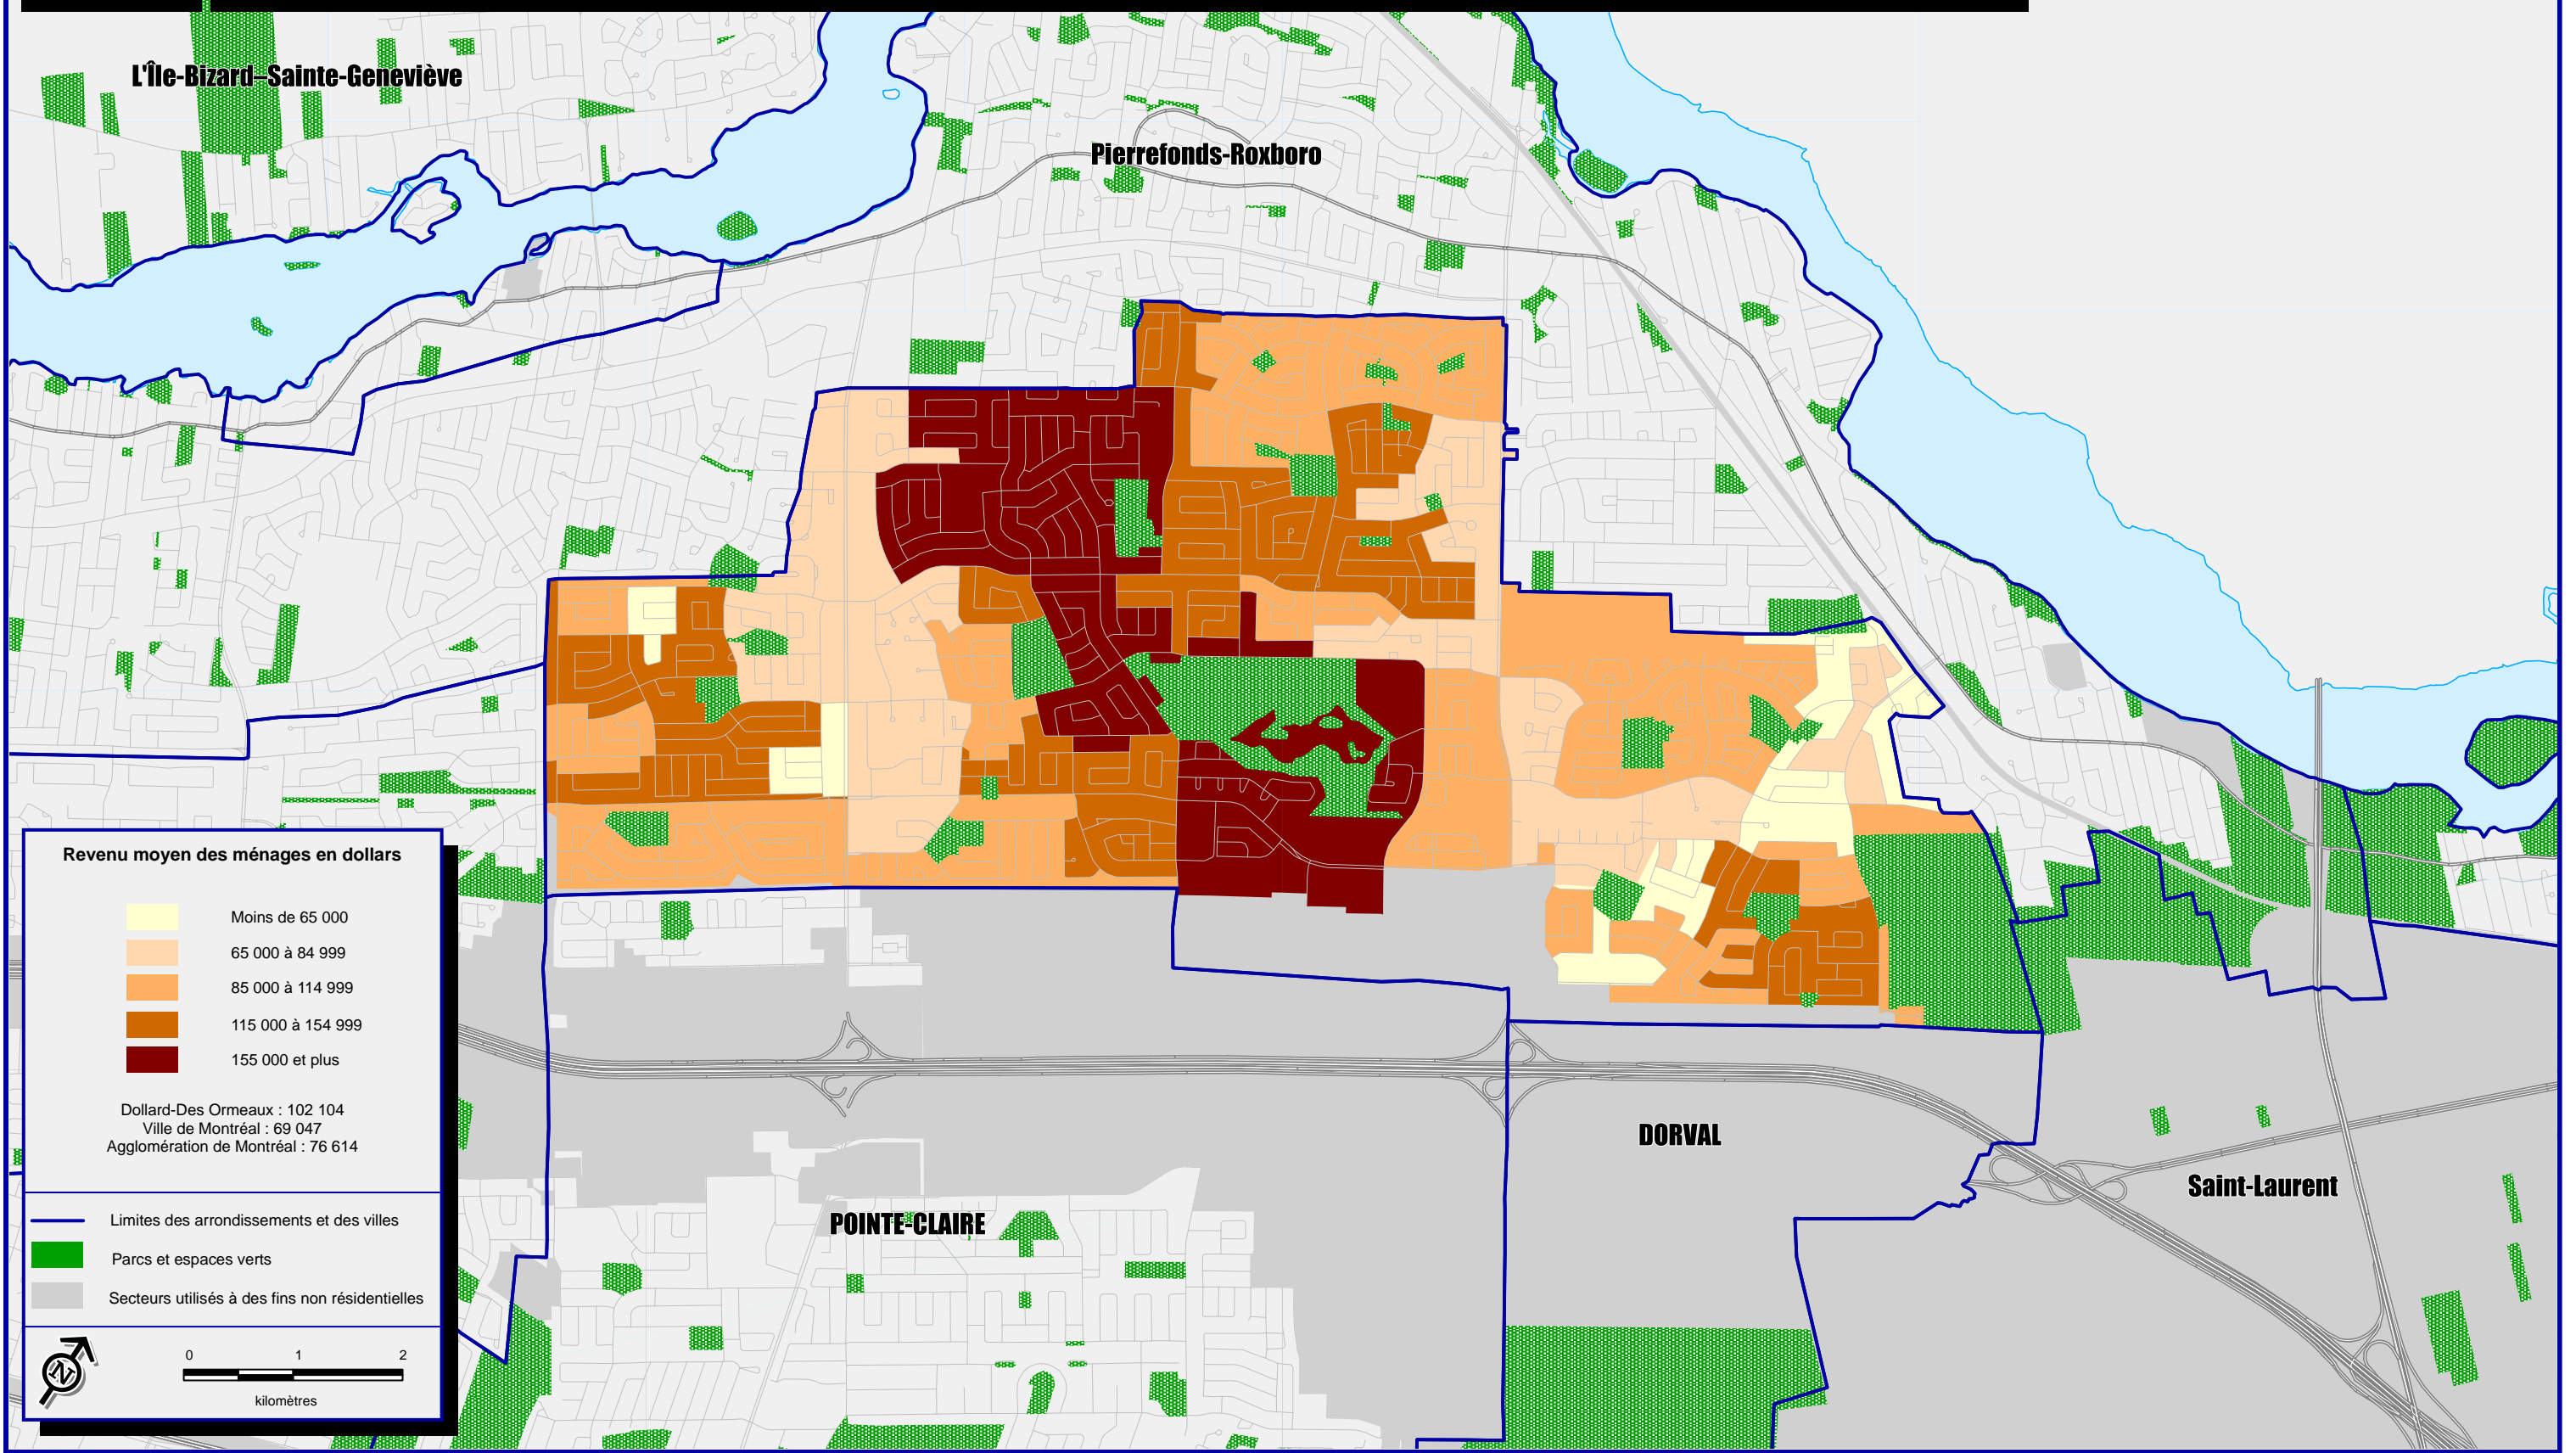 L'Île-Bizard–Sainte-Geneviève
Pierrefonds-Roxboro
Revenu moyen des ménages en dollars
Moins de 65 000
65 000 à 84 999
85 000 à 114 999
115 000 à 154 999
155 000 et plus
Dollard-Des Ormeaux : 102 104
Ville de Montréal : 69 047
Agglomération de Montréal : 76 614
Limites des arrondissements et des villes
Parcs et espaces verts
Secteurs utilisés à des fins non résidentielles
N
0 1 2
kilomètres
DORVAL
Saint-Laurent
POINTE-CLAIRE